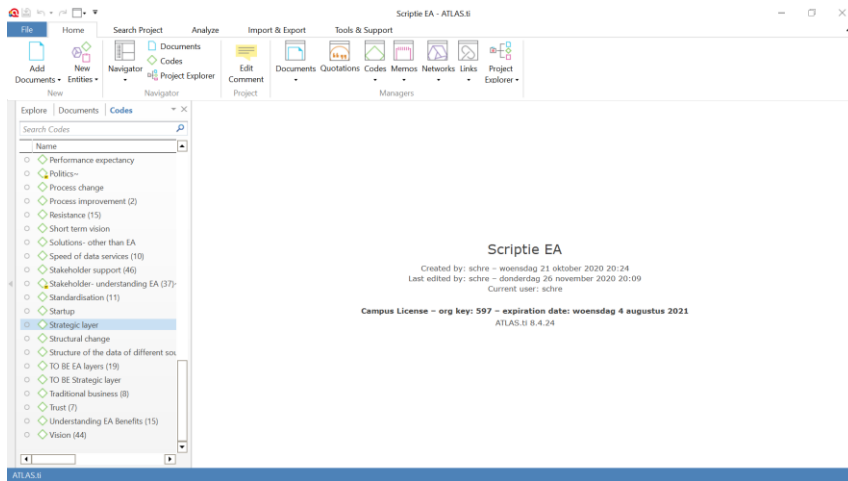 Scriptie EA - ATLAS.ti
File Home Search Project Analyze Import & Export Tools & Support
Add Documents
New Entities
Navigator
Documents
Codes
Project Explorer
Edit Comment
Documents Quotations Codes Memos Networks Links Project Explorer
New Navigator Project Managers
Explore Documents Codes
Search Codes
Name
Performance expectancy
Politics~
Process change
Process improvement (2)
Resistance (15)
Short term vision
Solutions- other than EA
Speed of data services (10)
Stakeholder support (46)
Stakeholder- understanding EA (37)~
Standardisation (11)
Startup
Strategic layer
Structural change
Structure of the data of different sou
TO BE EA layers (19)
TO BE Strategic layer
Traditional business (8)
Trust (7)
Understanding EA Benefits (15)
Vision (44)
Scriptie EA
Created by: schre – woensdag 21 oktober 2020 20:24
Last edited by: schre – donderdag 26 november 2020 20:09
Current user: schre
Campus License – org key: 597 – expiration date: woensdag 4 augustus 2021
ATLAS.ti 8.4.24
ATLAS.ti